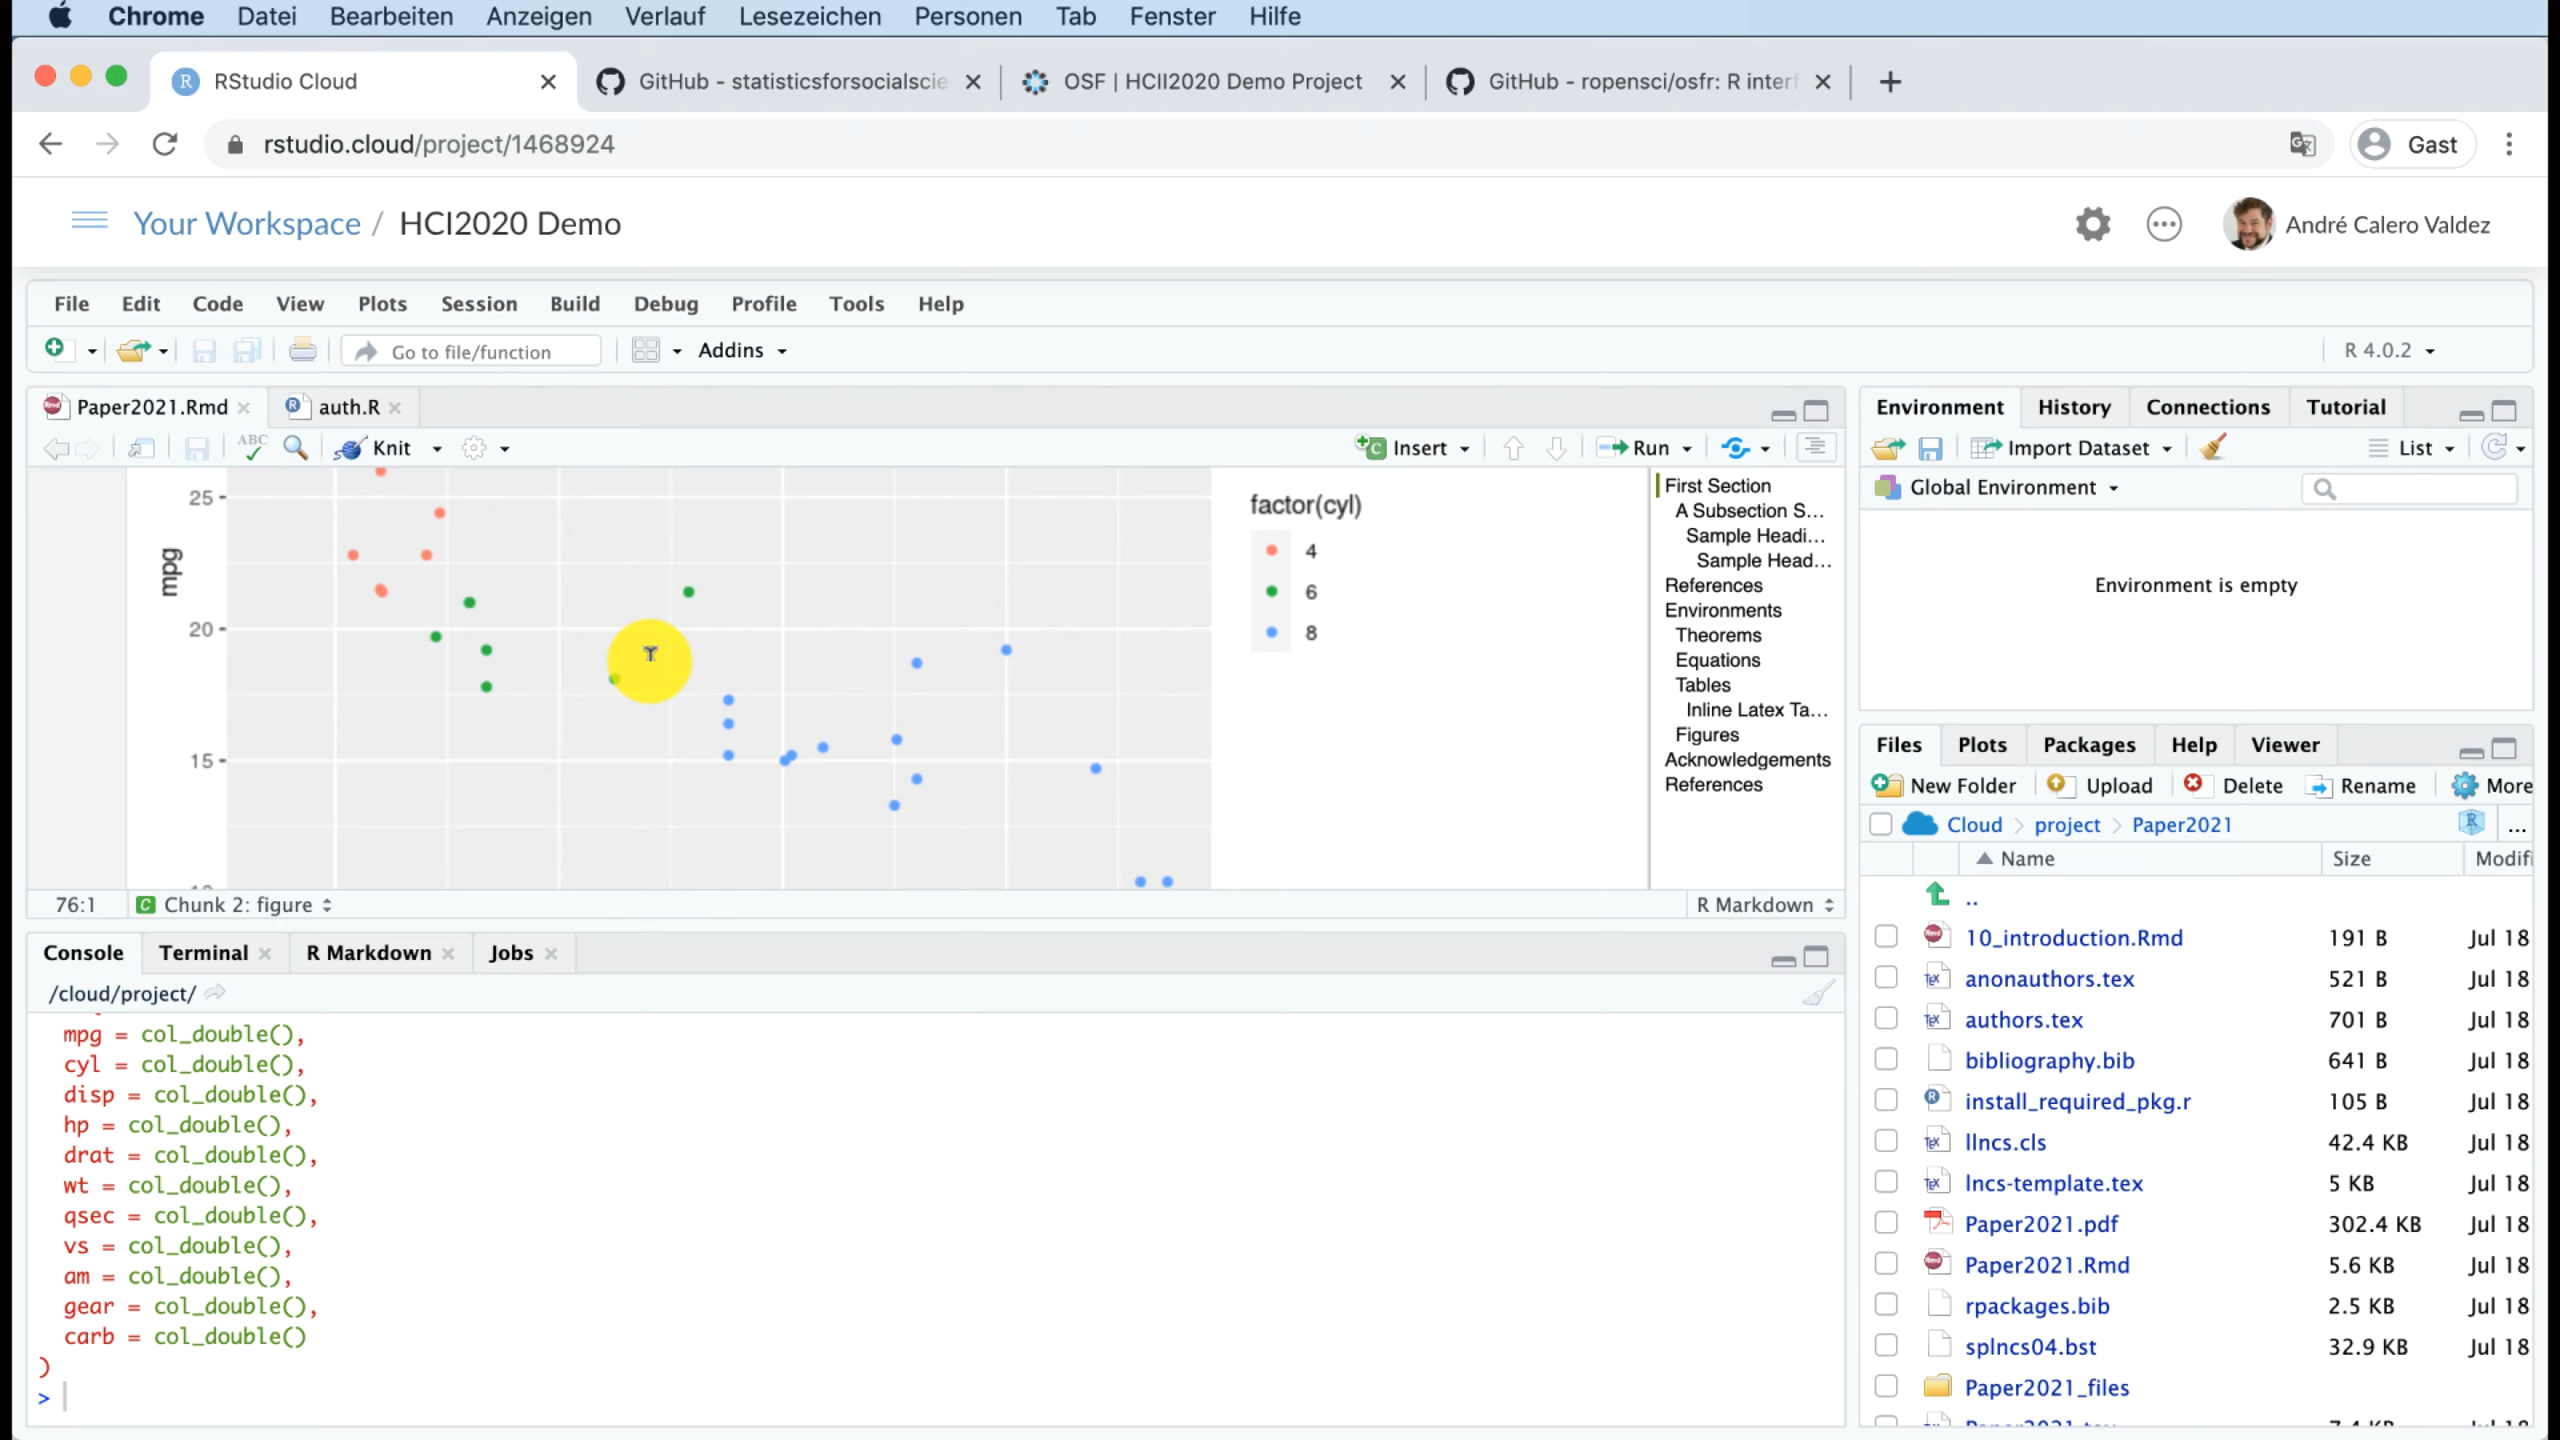 Chrome Datei Bearbeiten Anzeigen Verlauf Lesezeichen Personen Tab Fenster Hilfe
RStudio Cloud GitHub - statisticsforsocialscie OSF | HCII2020 Demo Project GitHub - ropensci/osfr: R interf
rstudio.cloud/project/1468924 Gast
Your Workspace / HCI2020 Demo André Calero Valdez
File Edit Code View Plots Session Build Debug Profile Tools Help
Go to file/function Addins R 4.0.2
Paper2021.Rmd auth.R
Knit Insert Run
25
20
15
mpg
factor(cyl)
4
6
8
First Section
A Subsection S...
Sample Headi...
Sample Head...
References
Environments
Theorems
Equations
Tables
Inline Latex Ta...
Figures
Acknowledgements
References
76:1 Chunk 2: figure R Markdown
Console Terminal R Markdown Jobs
/cloud/project/
mpg = col_double(),
cyl = col_double(),
disp = col_double(),
hp = col_double(),
drat = col_double(),
wt = col_double(),
qsec = col_double(),
vs = col_double(),
am = col_double(),
gear = col_double(),
carb = col_double()
)
>
Environment History Connections Tutorial
Import Dataset List
Global Environment
Environment is empty
Files Plots Packages Help Viewer
New Folder Upload Delete Rename More
Cloud > project > Paper2021 ...
Name Size Modifi
..
10_introduction.Rmd 191 B Jul 18
anonauthors.tex 521 B Jul 18
authors.tex 701 B Jul 18
bibliography.bib 641 B Jul 18
install_required_pkg.r 105 B Jul 18
llncs.cls 42.4 KB Jul 18
lncs-template.tex 5 KB Jul 18
Paper2021.pdf 302.4 KB Jul 18
Paper2021.Rmd 5.6 KB Jul 18
rpackages.bib 2.5 KB Jul 18
splncs04.bst 32.9 KB Jul 18
Paper2021_files